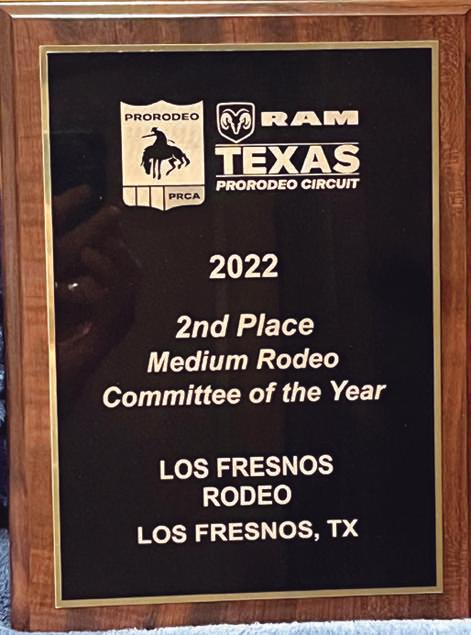 PRORODEO
PRCA
RAM
TEXAS
PRORODEO CIRCUIT
2022
2nd Place
Medium Rodeo
Committee of the Year
LOS FRESNOS
RODEO
LOS FRESNOS, TX